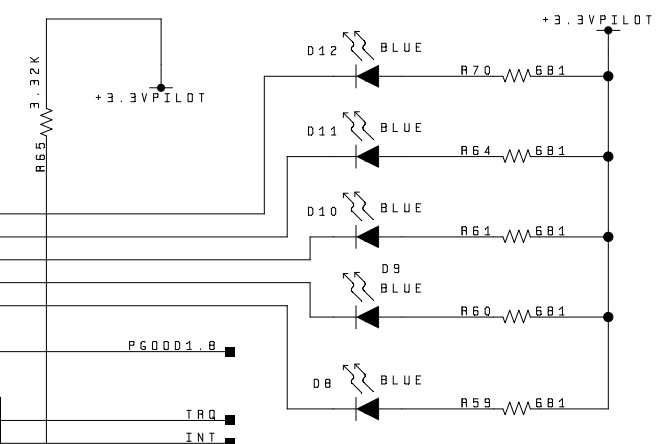 +3.3VPILOT
D12
BLUE
R70
681
3.32K
+3.3VPILOT
R65
D11
BLUE
R64
681
D10
BLUE
R61
681
D9
BLUE
R60
681
PGOOD1.8
D8
BLUE
R59
681
TRQ
INT